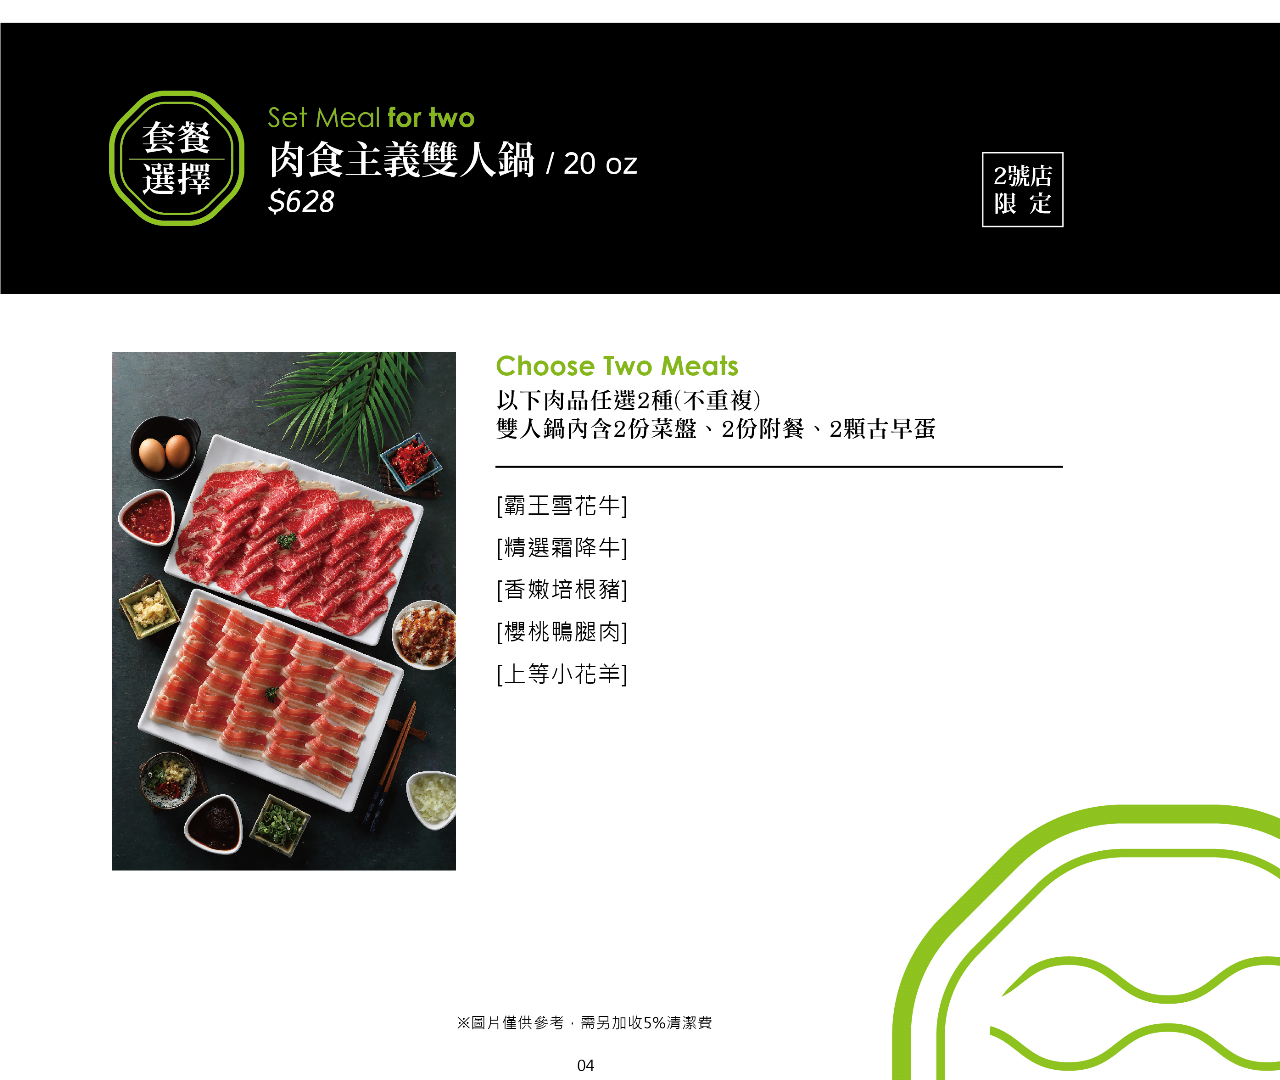 套餐
選擇
Set Meal for two
肉食主義雙人鍋 / 20 oz
$628
2號店
限 定
Choose Two Meats
以下肉品任選2種(不重複)
雙人鍋內含2份菜盤、2份附餐、2顆古早蛋
[霸王雪花牛]
[精選霜降牛]
[香嫩培根豬]
[櫻桃鴨腿肉]
[上等小花羊]
※圖片僅供參考，需另加收5%清潔費
04